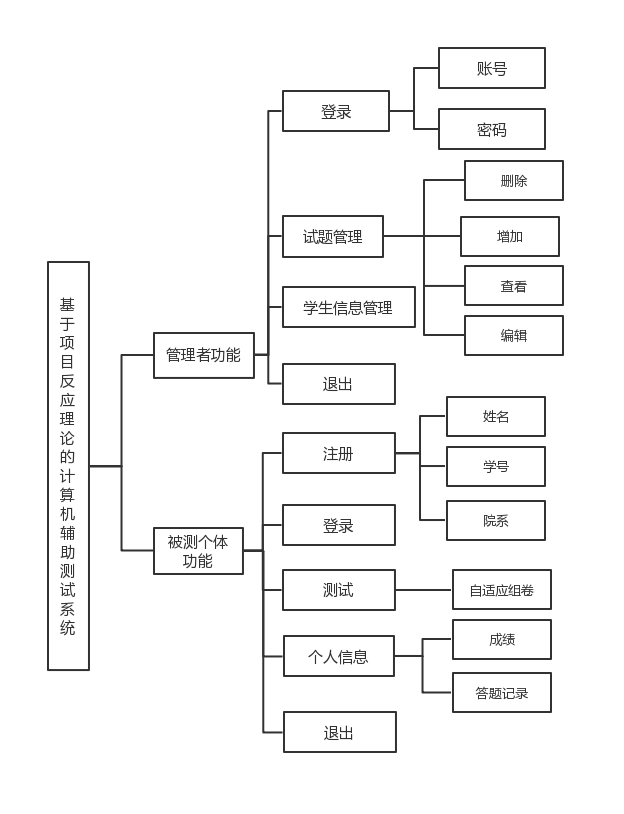 基于项目反应理论的计算机辅助测试系统
管理者功能
登录
账号
密码
试题管理
删除
增加
查看
编辑
学生信息管理
退出
被测个体
功能
注册
姓名
学号
院系
登录
测试
自适应组卷
个人信息
成绩
答题记录
退出